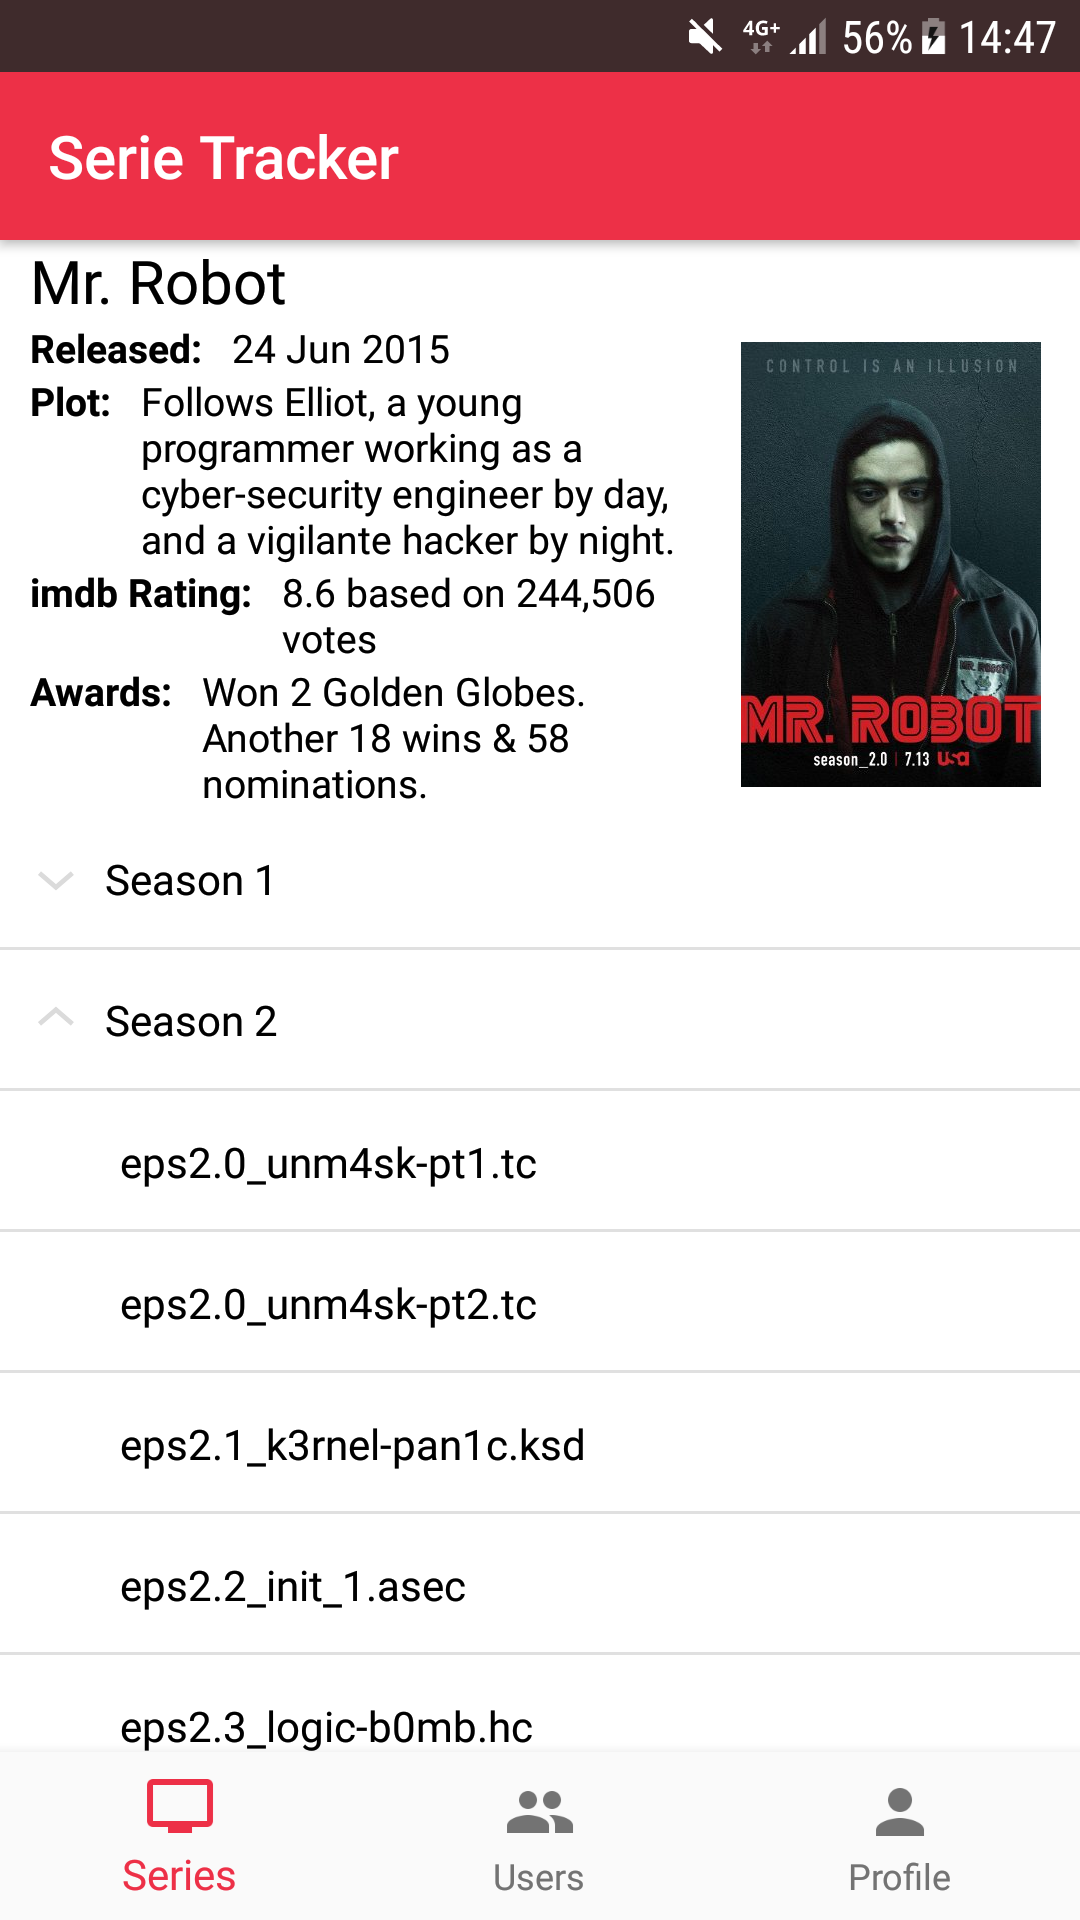 4G+ 56% 14:47
Serie Tracker
Mr. Robot
Released: 24 Jun 2015
Plot: Follows Elliot, a young
programmer working as a
cyber-security engineer by day,
and a vigilante hacker by night.
imdb Rating: 8.6 based on 244,506
votes
Awards: Won 2 Golden Globes.
Another 18 wins & 58
nominations.
CONTROL IS AN ILLUSION
MR. ROBOT
MR. ROBOT
season_2.0 | 7.13 USA
Season 1
Season 2
eps2.0_unm4sk-pt1.tc
eps2.0_unm4sk-pt2.tc
eps2.1_k3rnel-pan1c.ksd
eps2.2_init_1.asec
eps2.3_logic-b0mb.hc
Series
Users
Profile